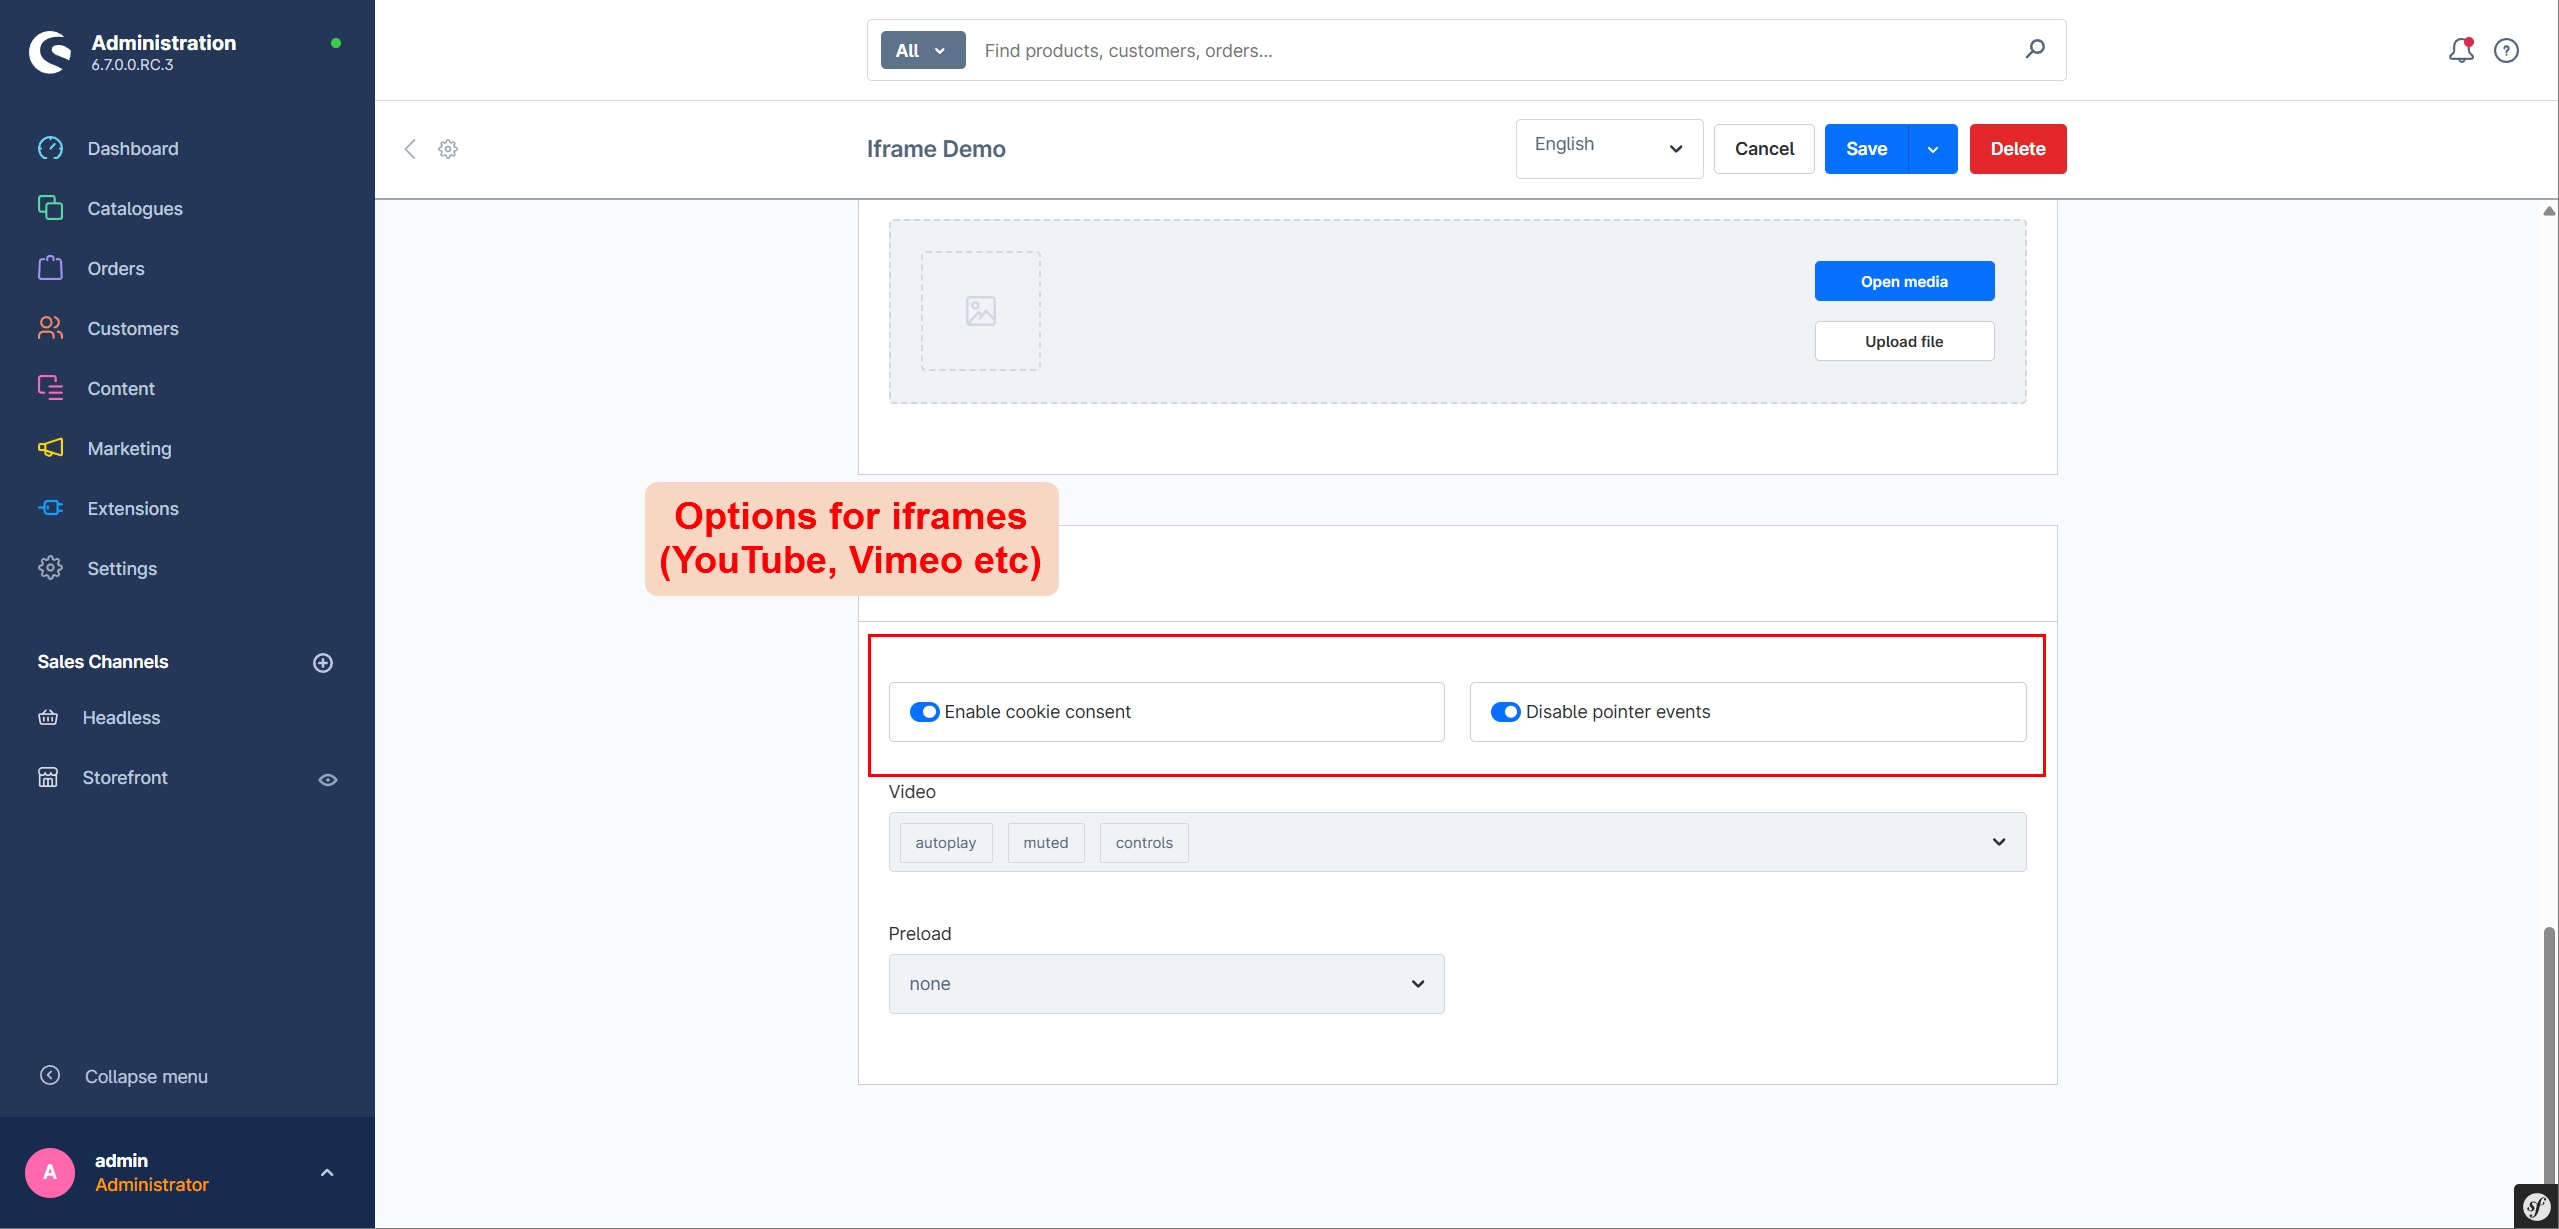 Administration
6.7.0.0.RC.3
All
Find products, customers, orders...
Dashboard
Catalogues
Orders
Customers
Content
Marketing
Extensions
Settings
Sales Channels
Headless
Storefront
Collapse menu
A
admin
Administrator
Iframe Demo
English
Cancel
Save
Delete
Open media
Upload file
Options for iframes
(YouTube, Vimeo etc)
Enable cookie consent
Disable pointer events
Video
autoplay muted controls
Preload
none
sf